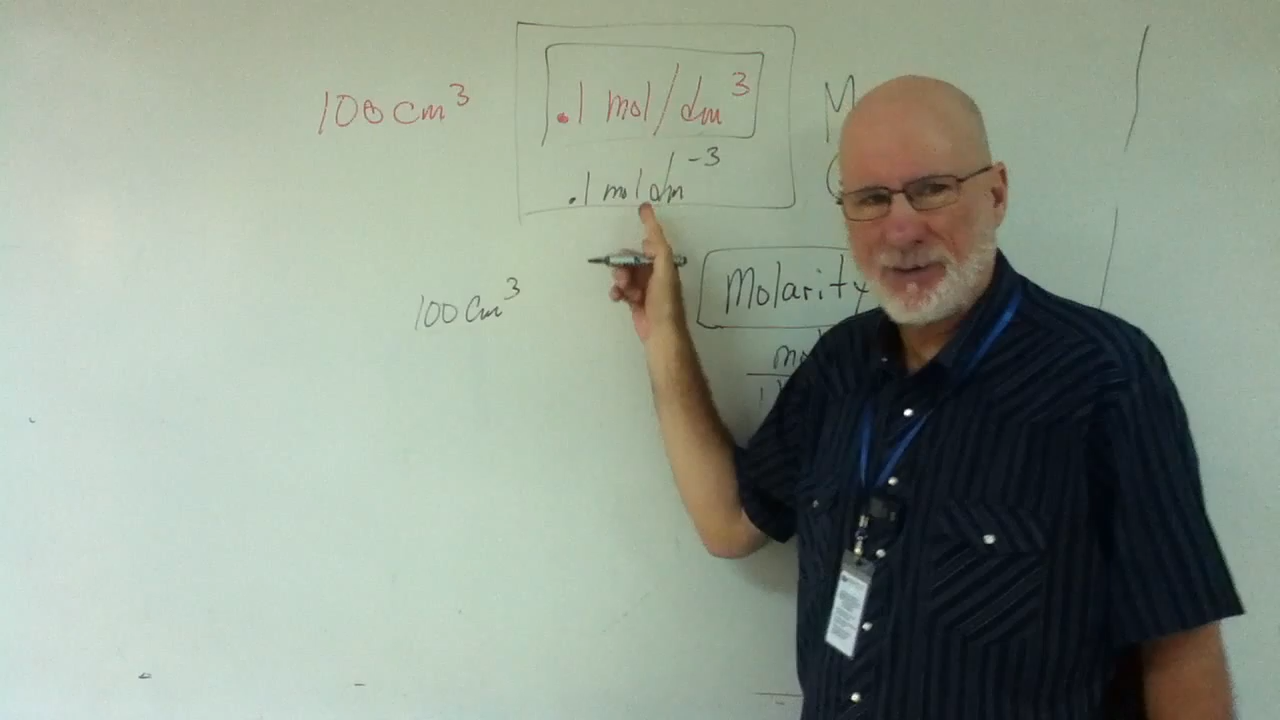 100 cm³ .1 mol/dm³ M
.1 mol dm⁻³
100 cm³ Molarity